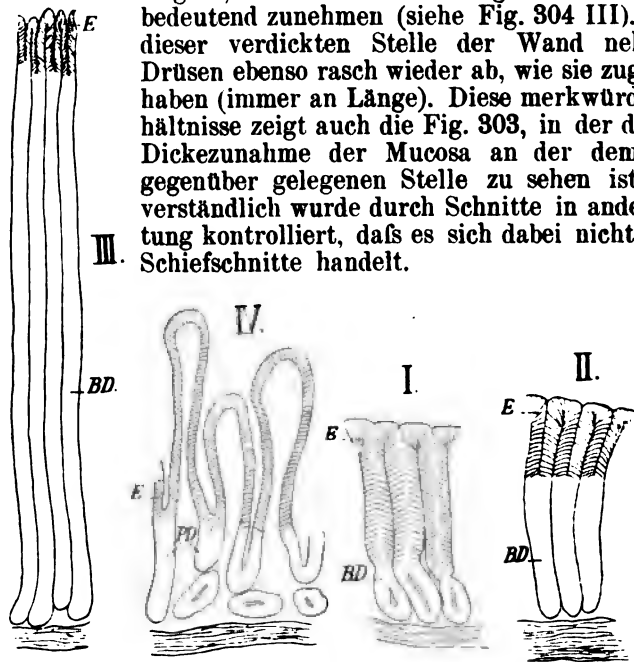 bedeutend zunehmen (siehe Fig. 304 III).
dieser verdickten Stelle der Wand neh
Drüsen ebenso rasch wieder ab, wie sie zug
haben (immer an Länge). Diese merkwürd
hältnisse zeigt auch die Fig. 303, in der d
Dickezunahme der Mucosa an der dem
gegenüber gelegenen Stelle zu sehen ist
verständlich wurde durch Schnitte in ande
tung kontrolliert, daſs es sich dabei nicht
Schiefschnitte handelt.
E
III.
BD.
IV.
E
PD.
I.
E
BD
II.
E
BD